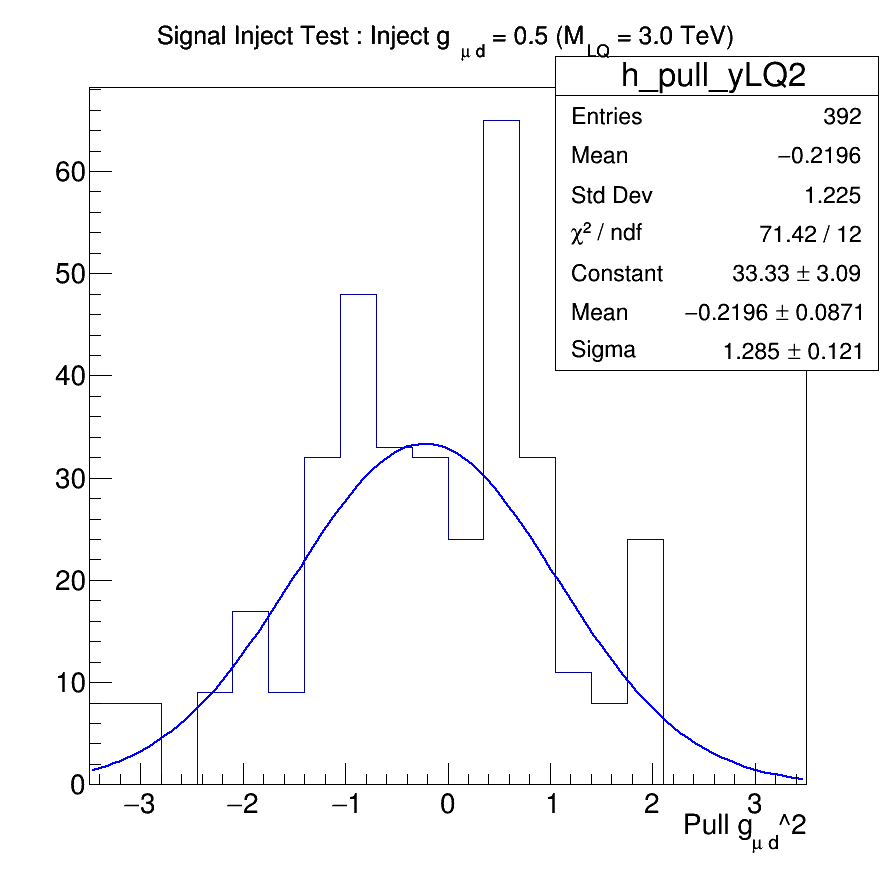 Signal Inject Test : Inject g μ d = 0.5 (M LQ = 3.0 TeV)
h_pull_yLQ2
Entries 392
Mean −0.2196
Std Dev 1.225
χ² / ndf 71.42 / 12
Constant 33.33 ± 3.09
Mean −0.2196 ± 0.0871
Sigma 1.285 ± 0.121
60
50
40
30
20
10
0
−3 −2 −1 0 1 2 3
Pull g μ d ^2